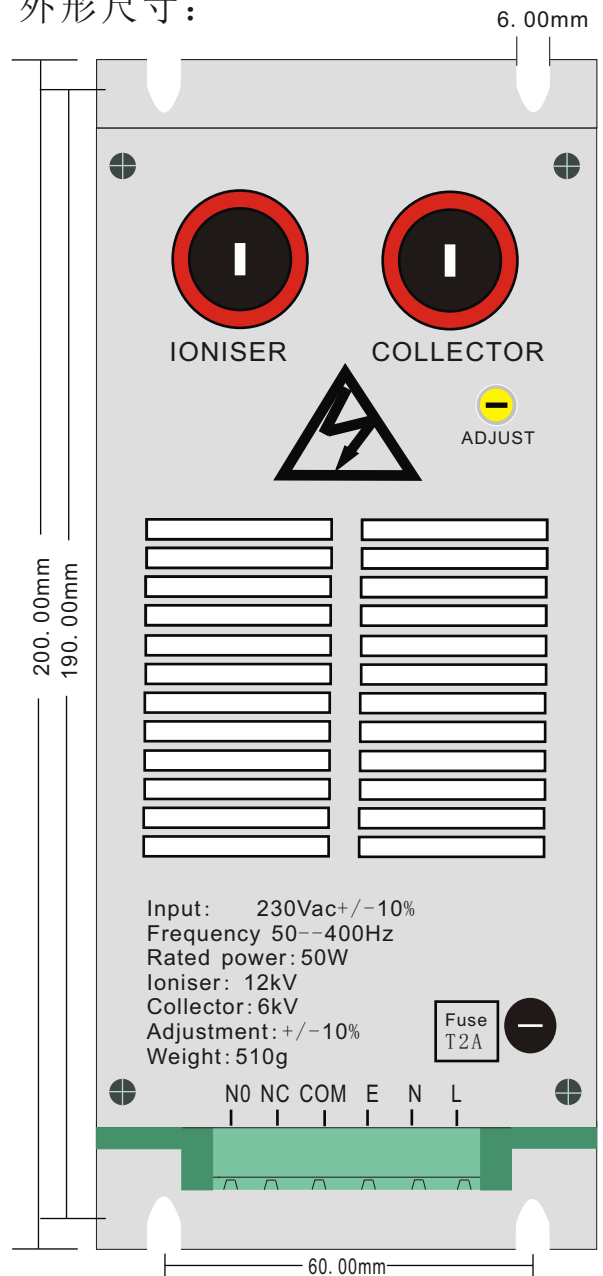 外形尺寸:
6.00mm
IONISER
COLLECTOR
ADJUST
200.00mm
190.00mm
Input: 230Vac+/-10%
Frequency 50--400Hz
Rated power:50W
Ioniser: 12kV
Collector:6kV
Adjustment:+/-10%
Weight:510g
Fuse
T2A
N0 NC COM E N L
60.00mm